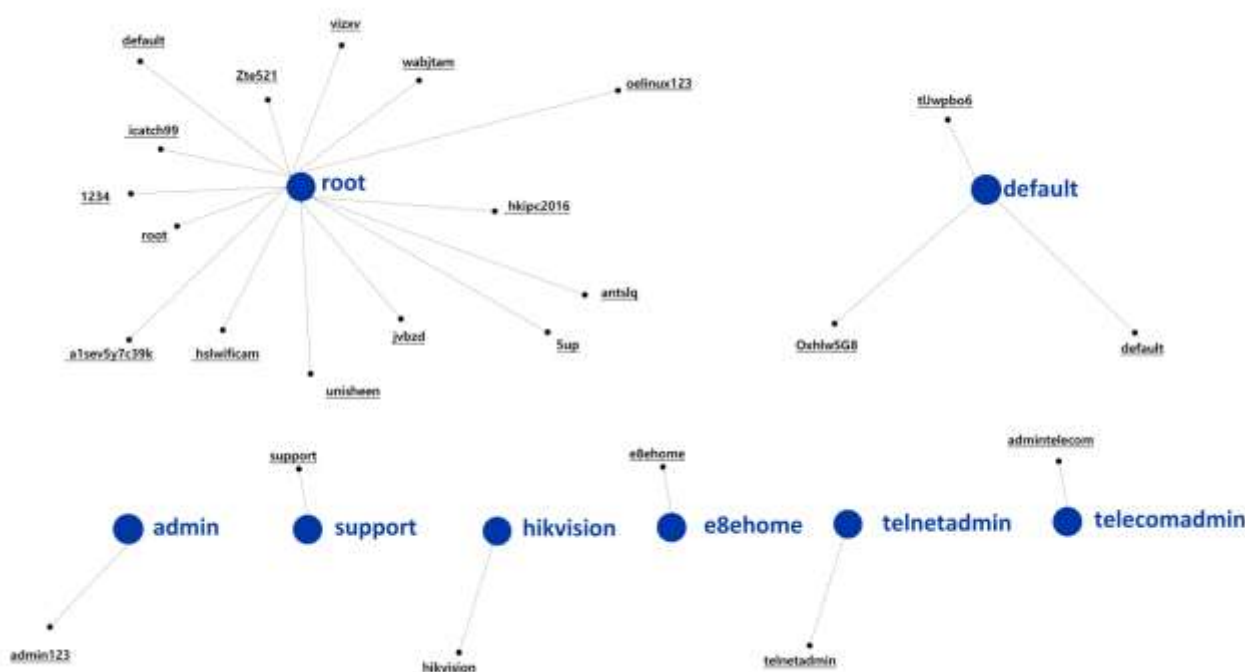 vizxv
default
wabjtam
Zte521
oelinux123
tlJwpbo6
icatch99
root
default
1234
hkipc2016
root
antslq
jvbzd
5up
OxhlwSG8
default
a1sev5y7c39k
hslwificam
unisheen
admintelecom
support
e8ehome
admin
support
hikvision
e8ehome
telnetadmin
telecomadmin
admin123
hikvision
telnetadmin